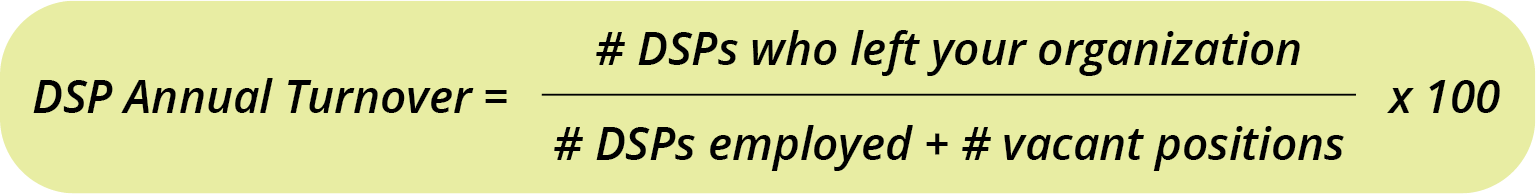 # DSPs who left your organization
DSP Annual Turnover = x 100
# DSPs employed + # vacant positions